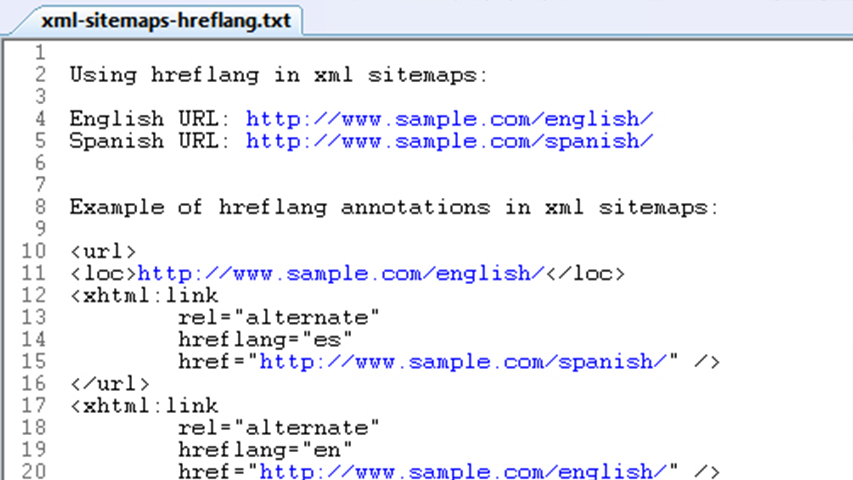 xml-sitemaps-hreflang.txt
1
2 Using hreflang in xml sitemaps:
3
4 English URL: http://www.sample.com/english/
5 Spanish URL: http://www.sample.com/spanish/
6
7
8 Example of hreflang annotations in xml sitemaps:
9
10 <url>
11 <loc>http://www.sample.com/english/</loc>
12 <xhtml:link
13 rel="alternate"
14 hreflang="es"
15 href="http://www.sample.com/spanish/" />
16 </url>
17 <xhtml:link
18 rel="alternate"
19 hreflang="en"
20 href="http://www.sample.com/english/" />